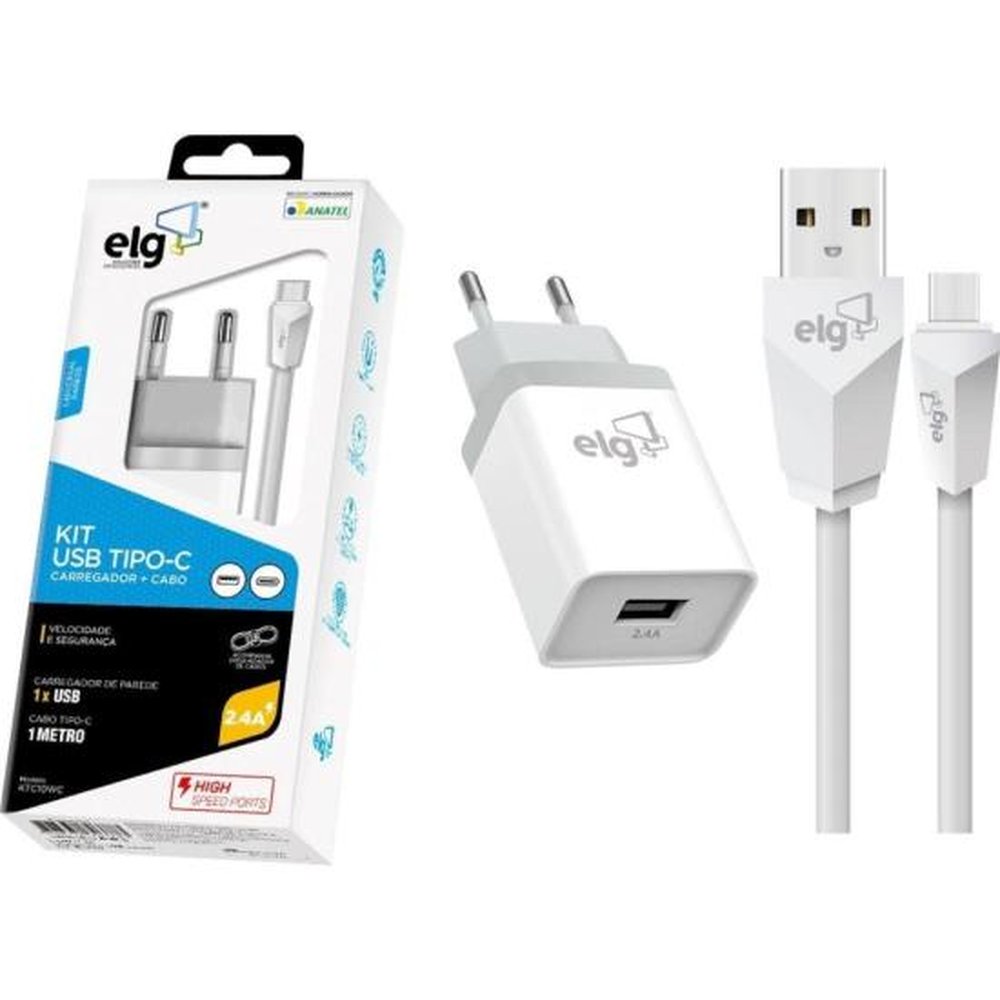 elg
ANATEL
KIT
USB TIPO-C
CARREGADOR + CABO
VELOCIDADE
E SEGURANÇA
CARREGADOR DE PAREDE
1x USB
CABO TIPO-C
1 METRO
2.4A
HIGH
SPEED PORTS
elg
2.4A
elg
elg